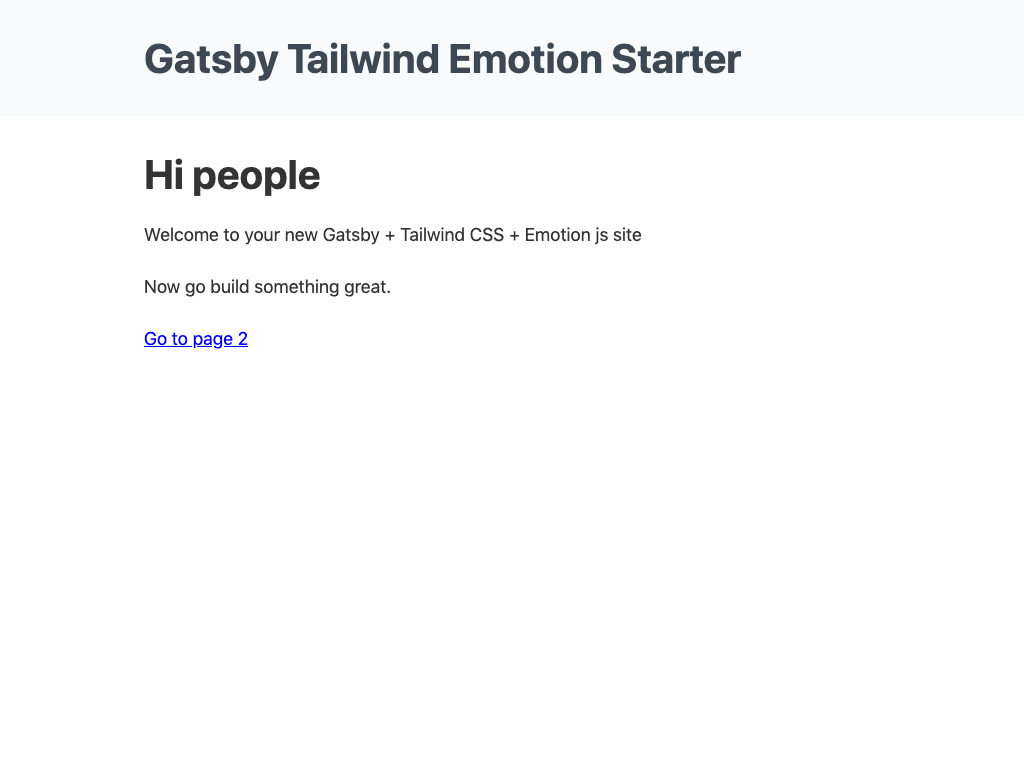 Gatsby Tailwind Emotion Starter
Hi people
Welcome to your new Gatsby + Tailwind CSS + Emotion js site
Now go build something great.
Go to page 2